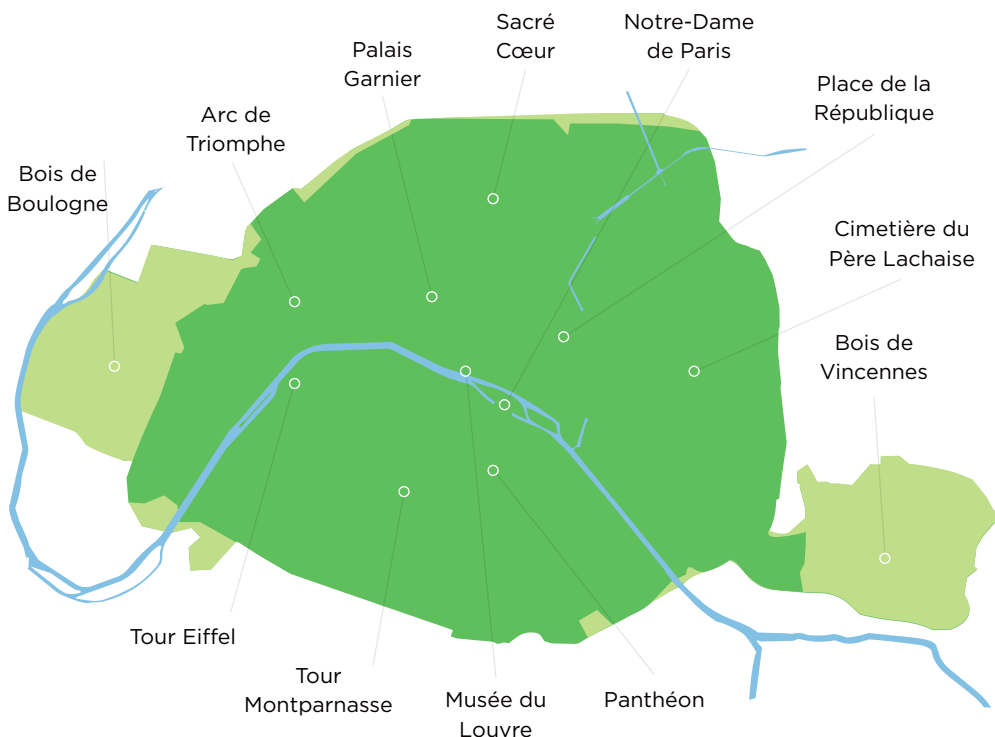 Sacré
Cœur
Notre-Dame
de Paris
Palais
Garnier
Place de la
République
Arc de
Triomphe
Bois de
Boulogne
Cimetière du
Père Lachaise
Bois de
Vincennes
Tour Eiffel
Tour
Montparnasse
Musée du
Louvre
Panthéon